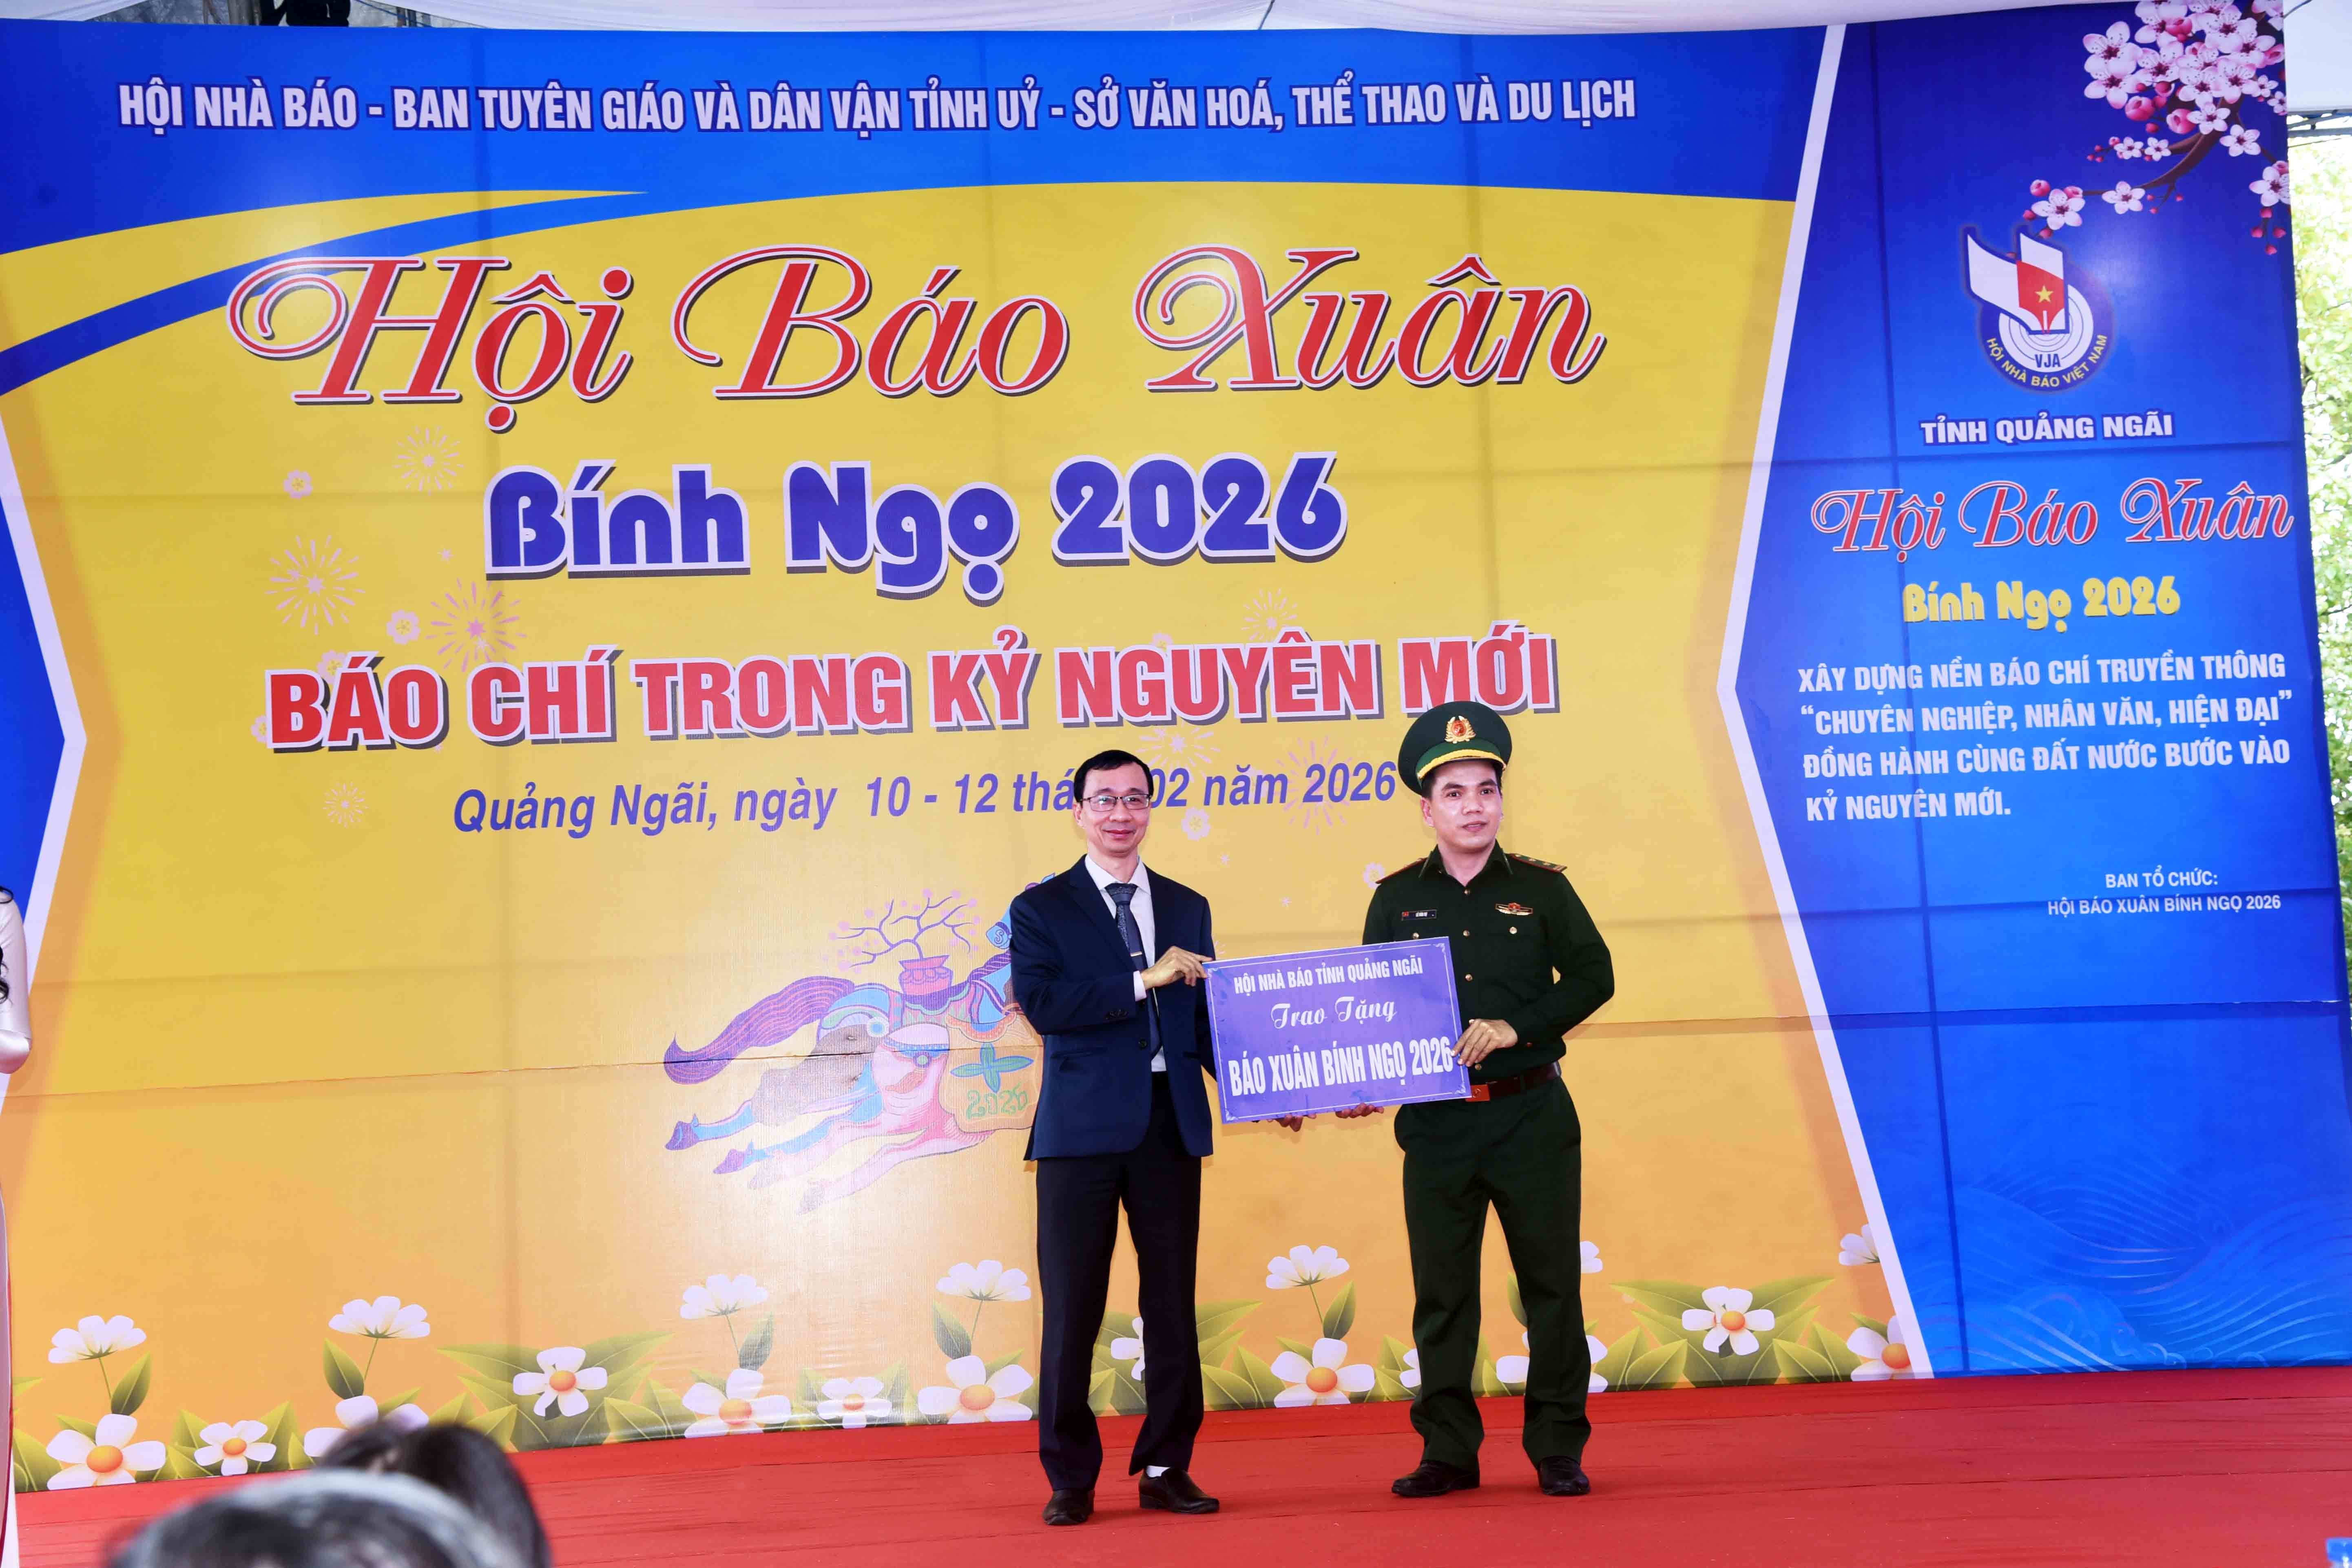 HỘI NHÀ BÁO - BAN TUYÊN GIÁO VÀ DÂN VẬN TỈNH UỶ - SỞ VĂN HOÁ, THỂ THAO VÀ DU LỊCH
Hội Báo Xuân
Bính Ngọ 2026
BÁO CHÍ TRONG KỶ NGUYÊN MỚI
Quảng Ngãi, ngày 10 - 12 thá 02 năm 2026
2026
VJA
HỘI NHÀ BÁO VIỆT NAM
TỈNH QUẢNG NGÃI
Hội Báo Xuân
Bính Ngọ 2026
XÂY DỰNG NỀN BÁO CHÍ TRUYỀN THÔNG
“CHUYÊN NGHIỆP, NHÂN VĂN, HIỆN ĐẠI”
ĐỒNG HÀNH CÙNG ĐẤT NƯỚC BƯỚC VÀO
KỶ NGUYÊN MỚI.
BAN TỔ CHỨC:
HỘI BÁO XUÂN BÍNH NGỌ 2026
HỘI NHÀ BÁO TỈNH QUẢNG NGÃI
Trao Tặng
BÁO XUÂN BÍNH NGỌ 2026